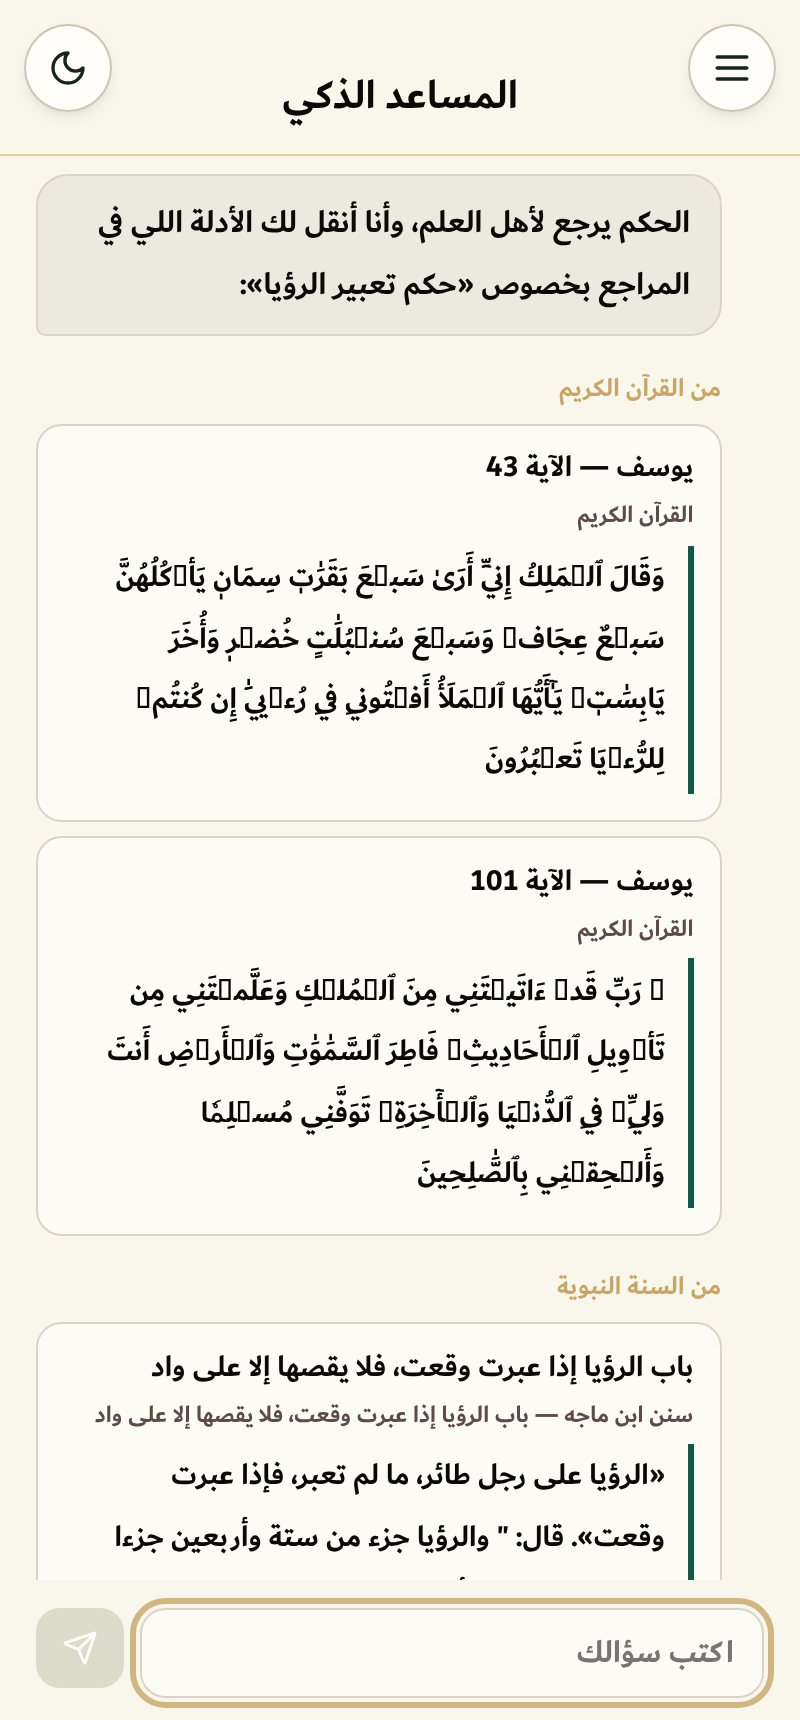 المساعد الذكي
الحكم يرجع لأهل العلم، وأنا أنقل لك الأدلة اللي في
المراجع بخصوص «حكم تعبير الرؤيا»:
من القرآن الكريم
يوسف — الآية 43
القرآن الكريم
وَقَالَ ٱلۡمَلِكُ إِنِّيٓ أَرَىٰ سَبۡعَ بَقَرَٰتٖ سِمَانٖ يَأۡكُلُهُنَّ
سَبۡعٌ عِجَافٞ وَسَبۡعَ سُنۢبُلَٰتٍ خُضۡرٖ وَأُخَرَ
يَابِسَٰتٖۖ يَٰٓأَيُّهَا ٱلۡمَلَأُ أَفۡتُونِي فِي رُءۡيَٰيَ إِن كُنتُمۡ
لِلرُّءۡيَا تَعۡبُرُونَ
يوسف — الآية 101
القرآن الكريم
۞ رَبِّ قَدۡ ءَاتَيۡتَنِي مِنَ ٱلۡمُلۡكِ وَعَلَّمۡتَنِي مِن
تَأۡوِيلِ ٱلۡأَحَادِيثِۚ فَاطِرَ ٱلسَّمَٰوَٰتِ وَٱلۡأَرۡضِ أَنتَ
وَلِيِّۦ فِي ٱلدُّنۡيَا وَٱلۡأٓخِرَةِۖ تَوَفَّنِي مُسۡلِمٗا
وَأَلۡحِقۡنِي بِٱلصَّٰلِحِينَ
من السنة النبوية
باب الرؤيا إذا عبرت وقعت، فلا يقصها إلا على واد
سنن ابن ماجه — باب الرؤيا إذا عبرت وقعت، فلا يقصها إلا على واد
«الرؤيا على رجل طائر، ما لم تعبر، فإذا عبرت
وقعت». قال: " والرؤيا جزء من ستة وأربعين جزءا
اكتب سؤالك